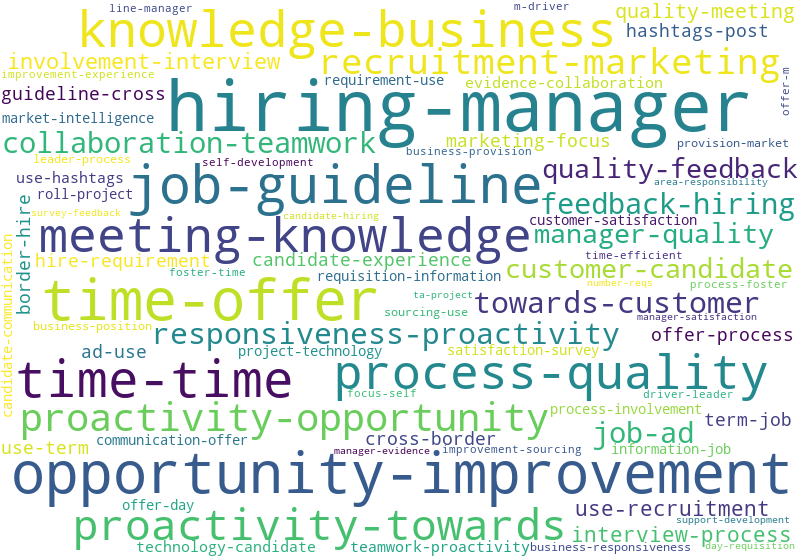 line-manager
m-driver
knowledge-business
quality-meeting
hashtags-post
involvement-interview
recruitment-marketing
improvement-experience
requirement-use
evidence-collaboration
offer-m
guideline-cross
hiring-manager
market-intelligence
collaboration-teamwork
marketing-focus
provision-market
business-provision
leader-process
self-development
quality-feedback
use-hashtags
job-guideline
area-responsibility
roll-project
feedback-hiring
border-hire
survey-feedback
candidate-hiring
customer-satisfaction
meeting-knowledge
manager-quality
candidate-communication
hire-requirement
candidate-experience
time-efficient
customer-candidate
foster-time
requisition-information
number-reqs
process-foster
time-offer
ta-project
towards-customer
sourcing-use
manager-satisfaction
business-position
responsiveness-proactivity
offer-process
ad-use
project-technology
satisfaction-survey
time-time
process-quality
focus-self
driver-leader
proactivity-opportunity
process-involvement
term-job
job-ad
communication-offer
cross-border
use-term
manager-evidence
improvement-sourcing
information-job
opportunity-improvement
offer-day
use-recruitment
proactivity-towards
support-development
interview-process
technology-candidate
teamwork-proactivity
business-responsiveness
day-requisition